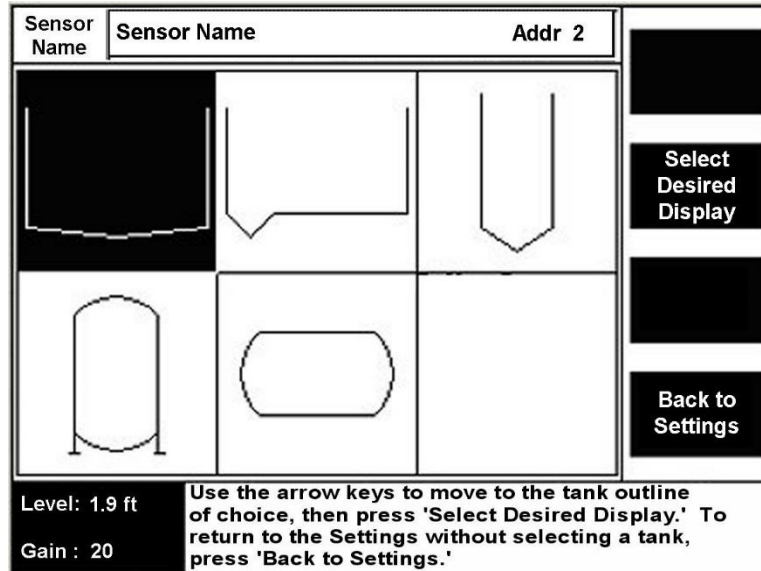 Sensor
Name
Sensor Name Addr 2
Select
Desired
Display
Back to
Settings
Level: 1.9 ft
Gain : 20
Use the arrow keys to move to the tank outline
of choice, then press 'Select Desired Display.' To
return to the Settings without selecting a tank,
press 'Back to Settings.'